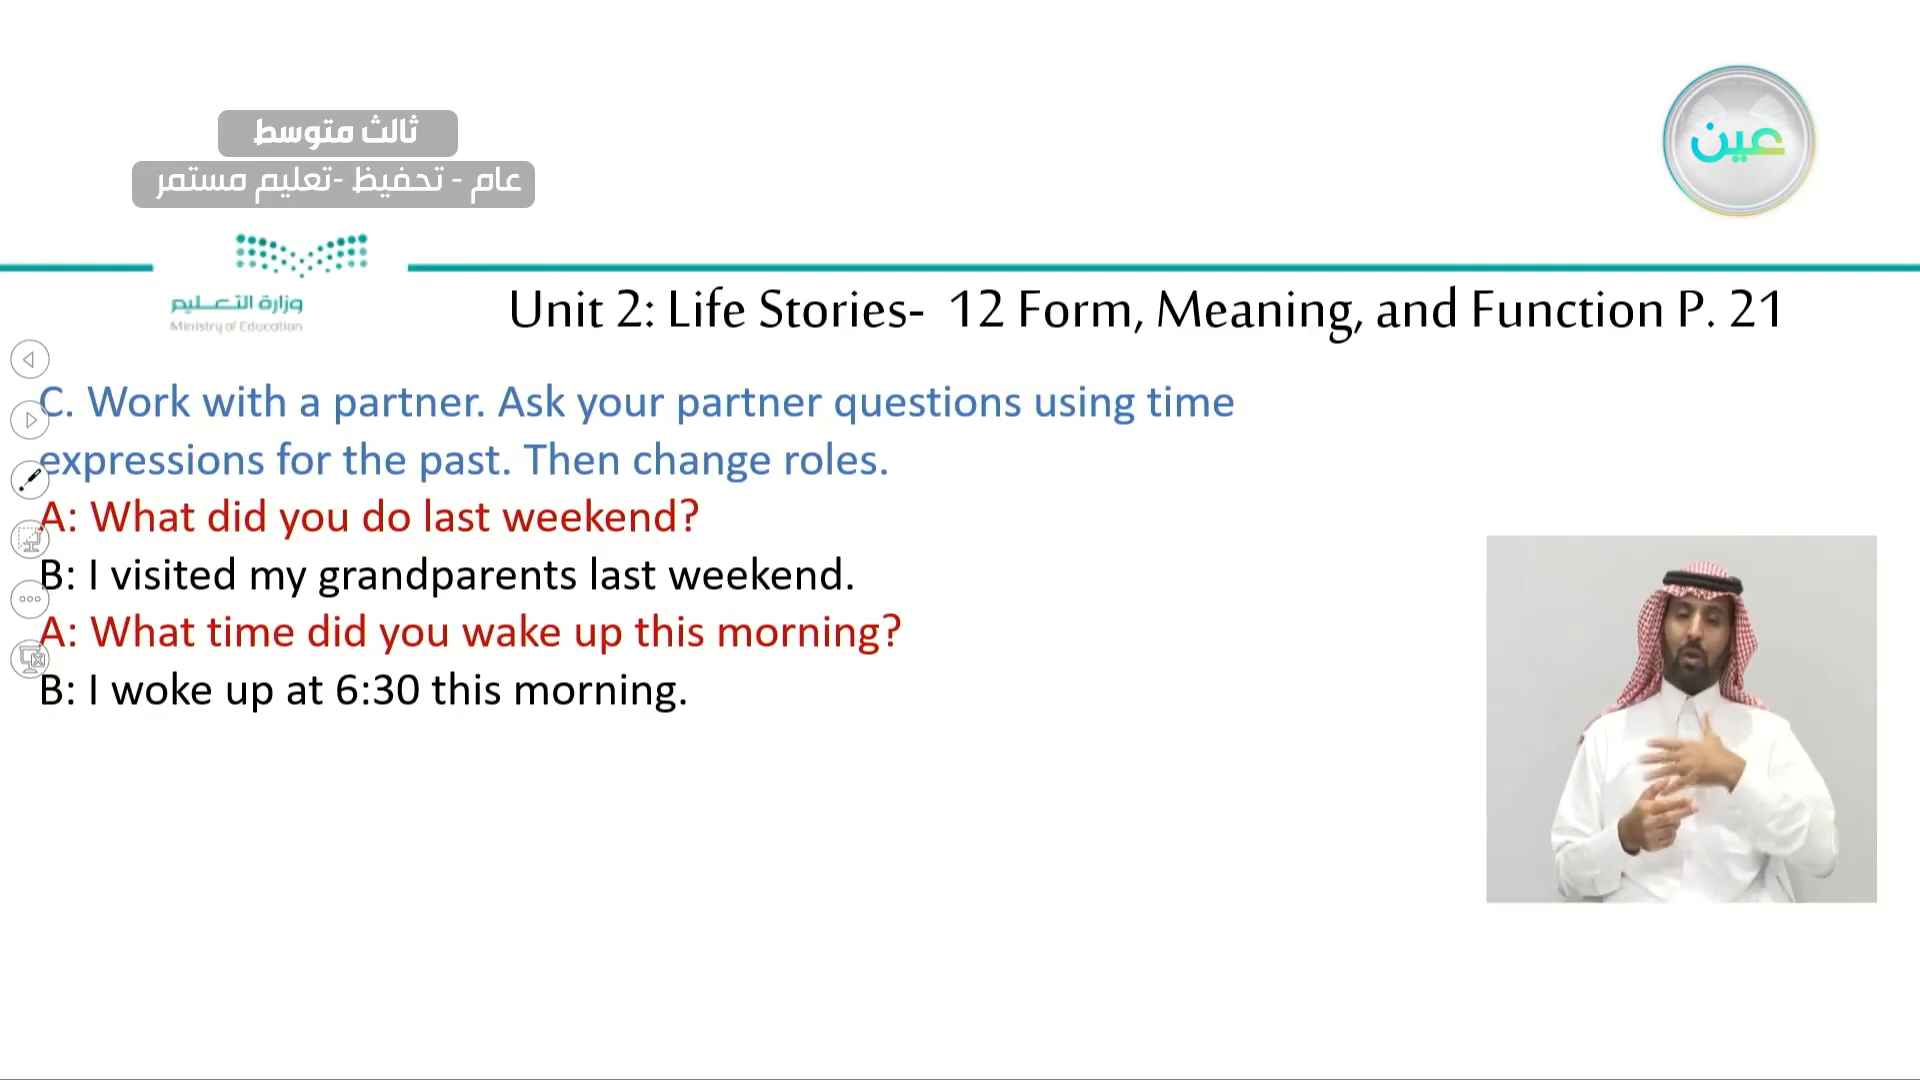 ثالث متوسط
عام - تحفيظ -تعليم مستمر
عين
وزارة التعليم
Ministry of Education
Unit 2: Life Stories-  12 Form, Meaning, and Function P. 21
C. Work with a partner. Ask your partner questions using time
expressions for the past. Then change roles.
A: What did you do last weekend?
B: I visited my grandparents last weekend.
A: What time did you wake up this morning?
B: I woke up at 6:30 this morning.